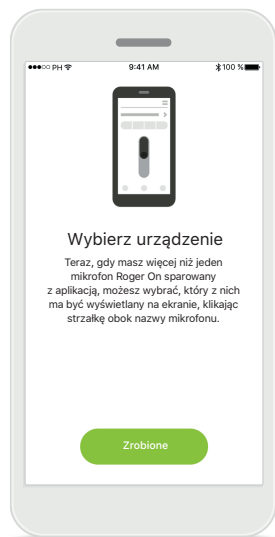 ●●●○○ PH 9:41 AM 100 %
Wybierz urządzenie
Teraz, gdy masz więcej niż jeden
mikrofon Roger On sparowany
z aplikacją, możesz wybrać, który z nich
ma być wyświetlany na ekranie, klikając
strzałkę obok nazwy mikrofonu.
Zrobione